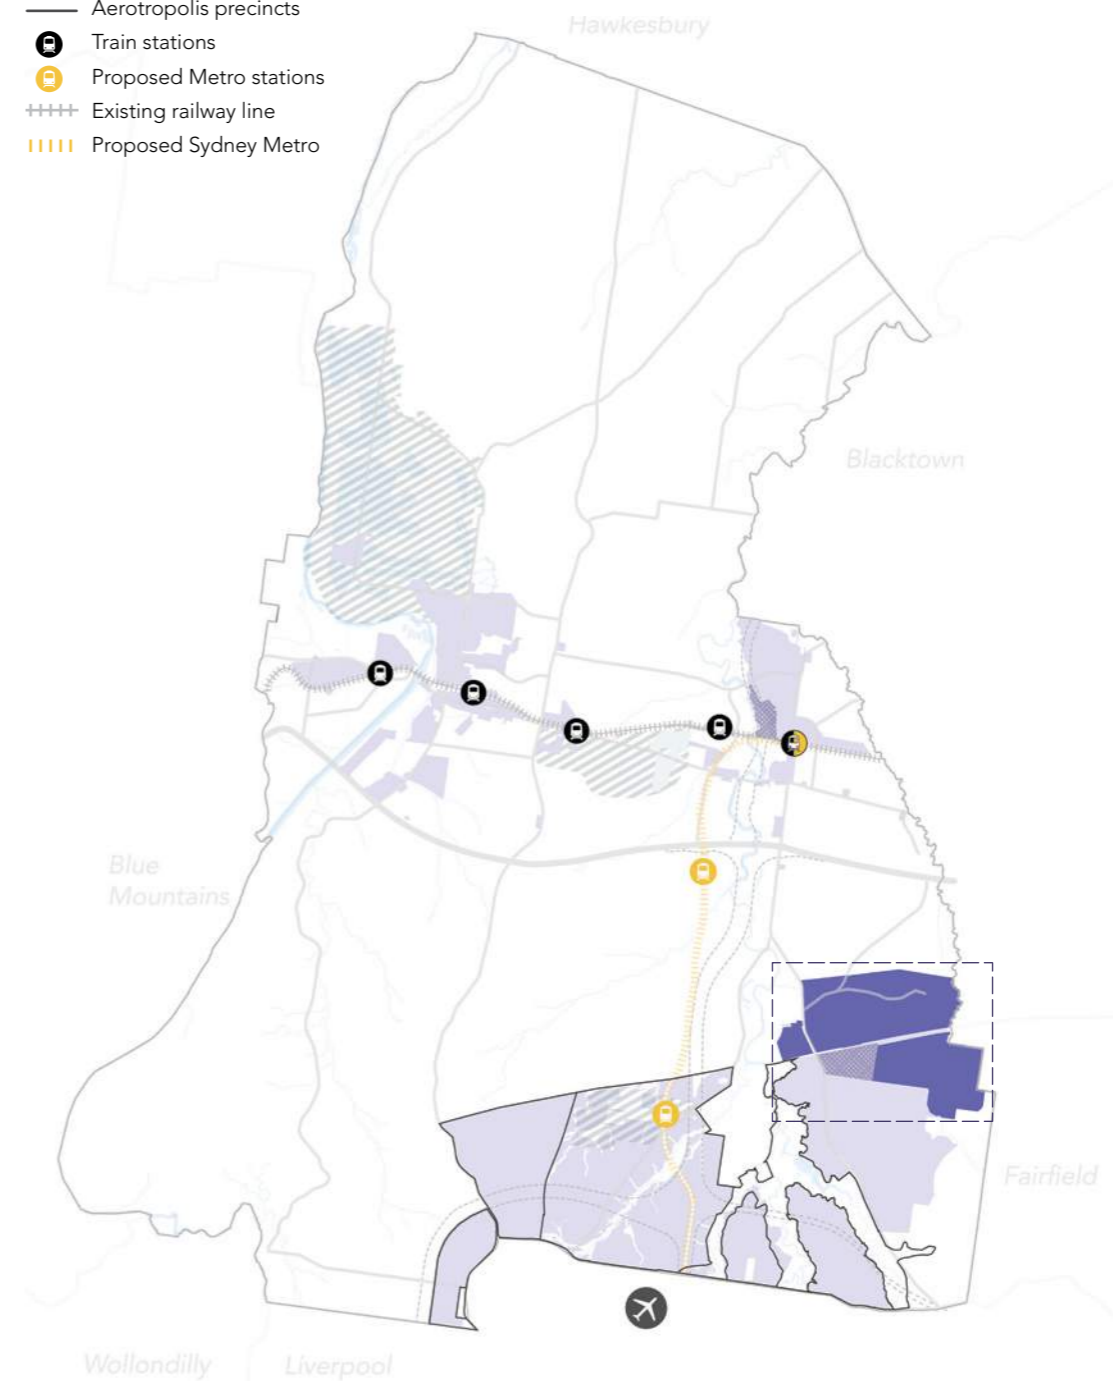 Aerotropolis precincts
Train stations
Proposed Metro stations
Existing railway line
Proposed Sydney Metro
Hawkesbury
Blacktown
Blue
Mountains
Fairfield
Wollondilly
Liverpool